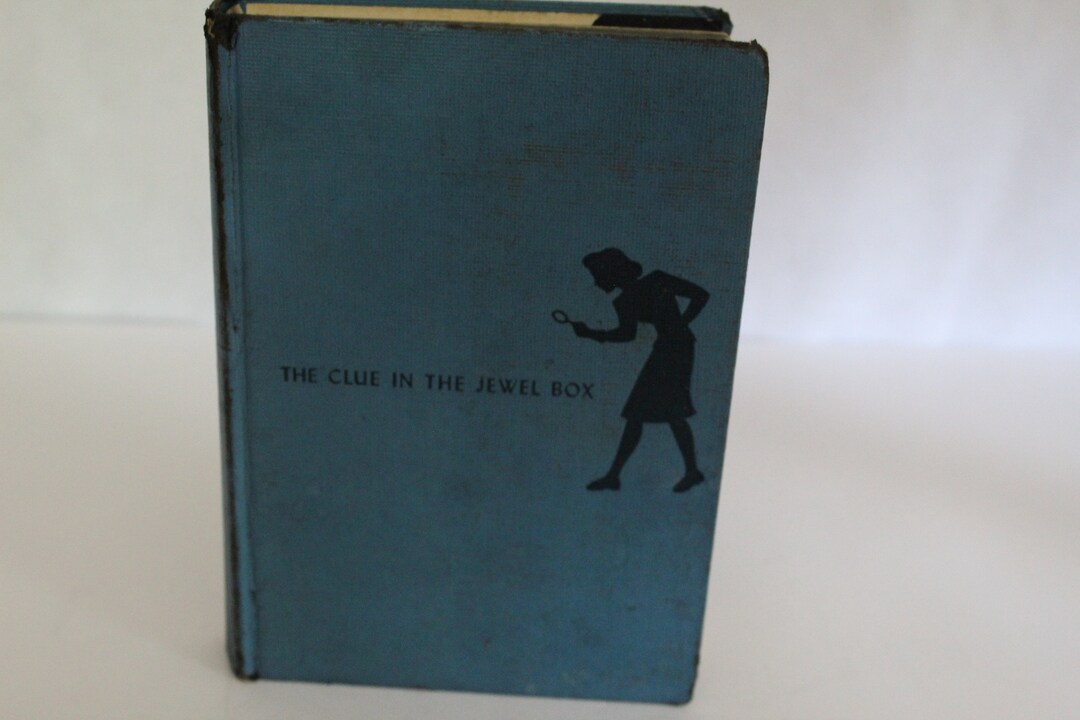 THE CLUE IN THE JEWEL BOX